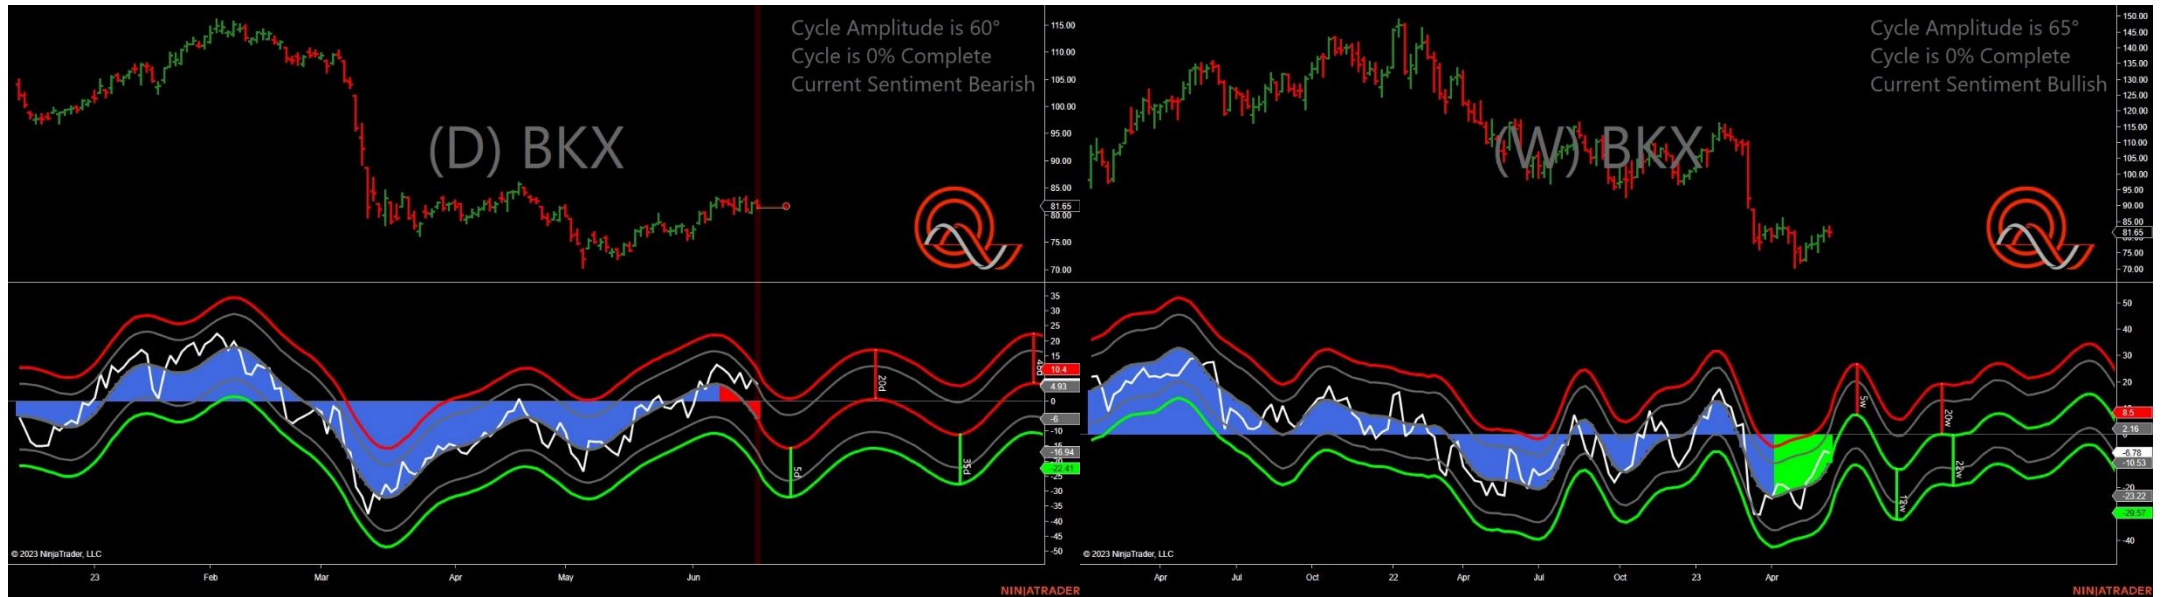 Cycle Amplitude is 60°
Cycle is 0% Complete
Current Sentiment Bearish
(D) BKX
115.00
110.00
105.00
100.00
95.00
90.00
85.00
81.65
80.00
75.00
70.00
35
30
25
20
15
10.4
4.93
0
-6
-10
-16.94
-22.41
-25
-30
-35
-40
-45
-50
5d
20d
35d
© 2023 NinjaTrader, LLC
23
Feb
Mar
Apr
May
Jun
NINJATRADER
Cycle Amplitude is 65°
Cycle is 0% Complete
Current Sentiment Bullish
(W) BKX
150.00
145.00
140.00
135.00
130.00
125.00
120.00
115.00
110.00
105.00
100.00
95.00
90.00
85.00
81.65
75.00
70.00
50
40
30
20
8.5
2.16
-6.78
-10.53
-20
-23.22
-29.57
-40
5w
12w
20w
22w
© 2023 NinjaTrader, LLC
Apr
Jul
Oct
22
Apr
Jul
Oct
23
Apr
NINJATRADER